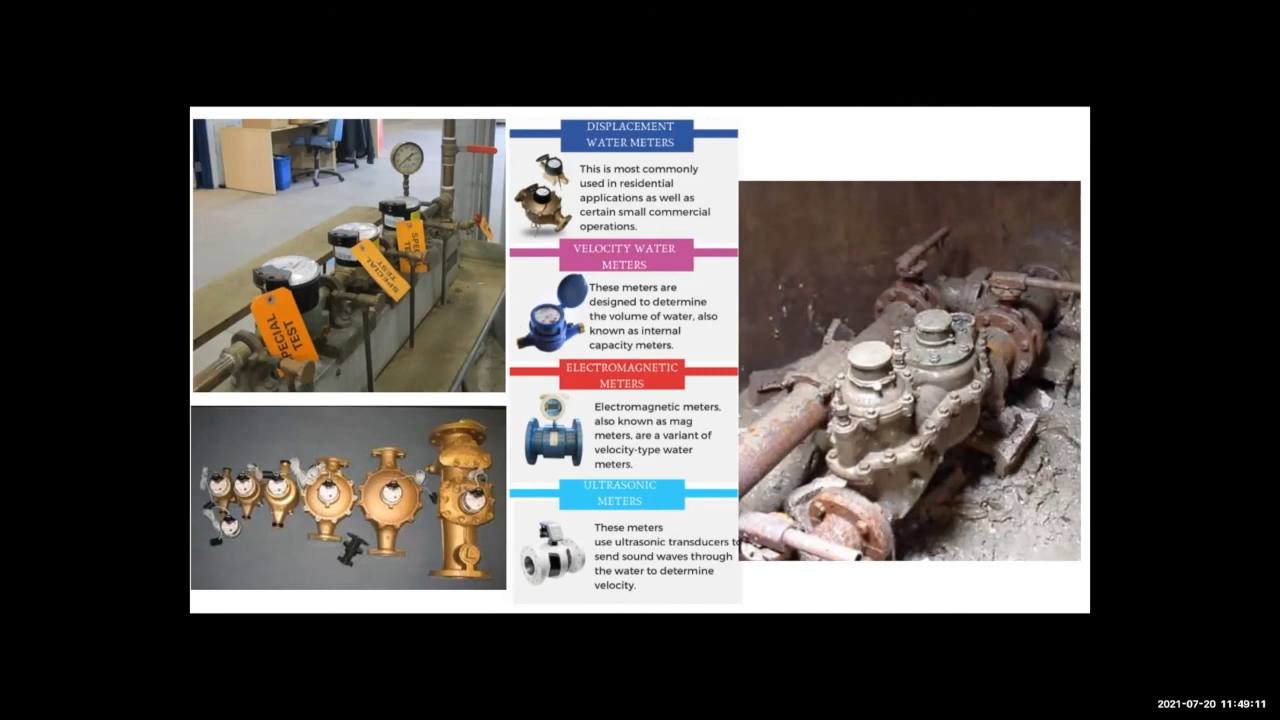 SPECIAL
TEST
SPECIAL
TEST
DISPLACEMENT
WATER METERS
This is most commonly
used in residential
applications as well as
certain small commercial
operations.
VELOCITY WATER
METERS
These meters are
designed to determine
the volume of water, also
known as internal
capacity meters.
ELECTROMAGNETIC
METERS
Electromagnetic meters,
also known as mag
meters, are a variant of
velocity-type water
meters.
ULTRASONIC
METERS
These meters
use ultrasonic transducers to
send sound waves through
the water to determine
velocity.
2021-07-20 11:49:11